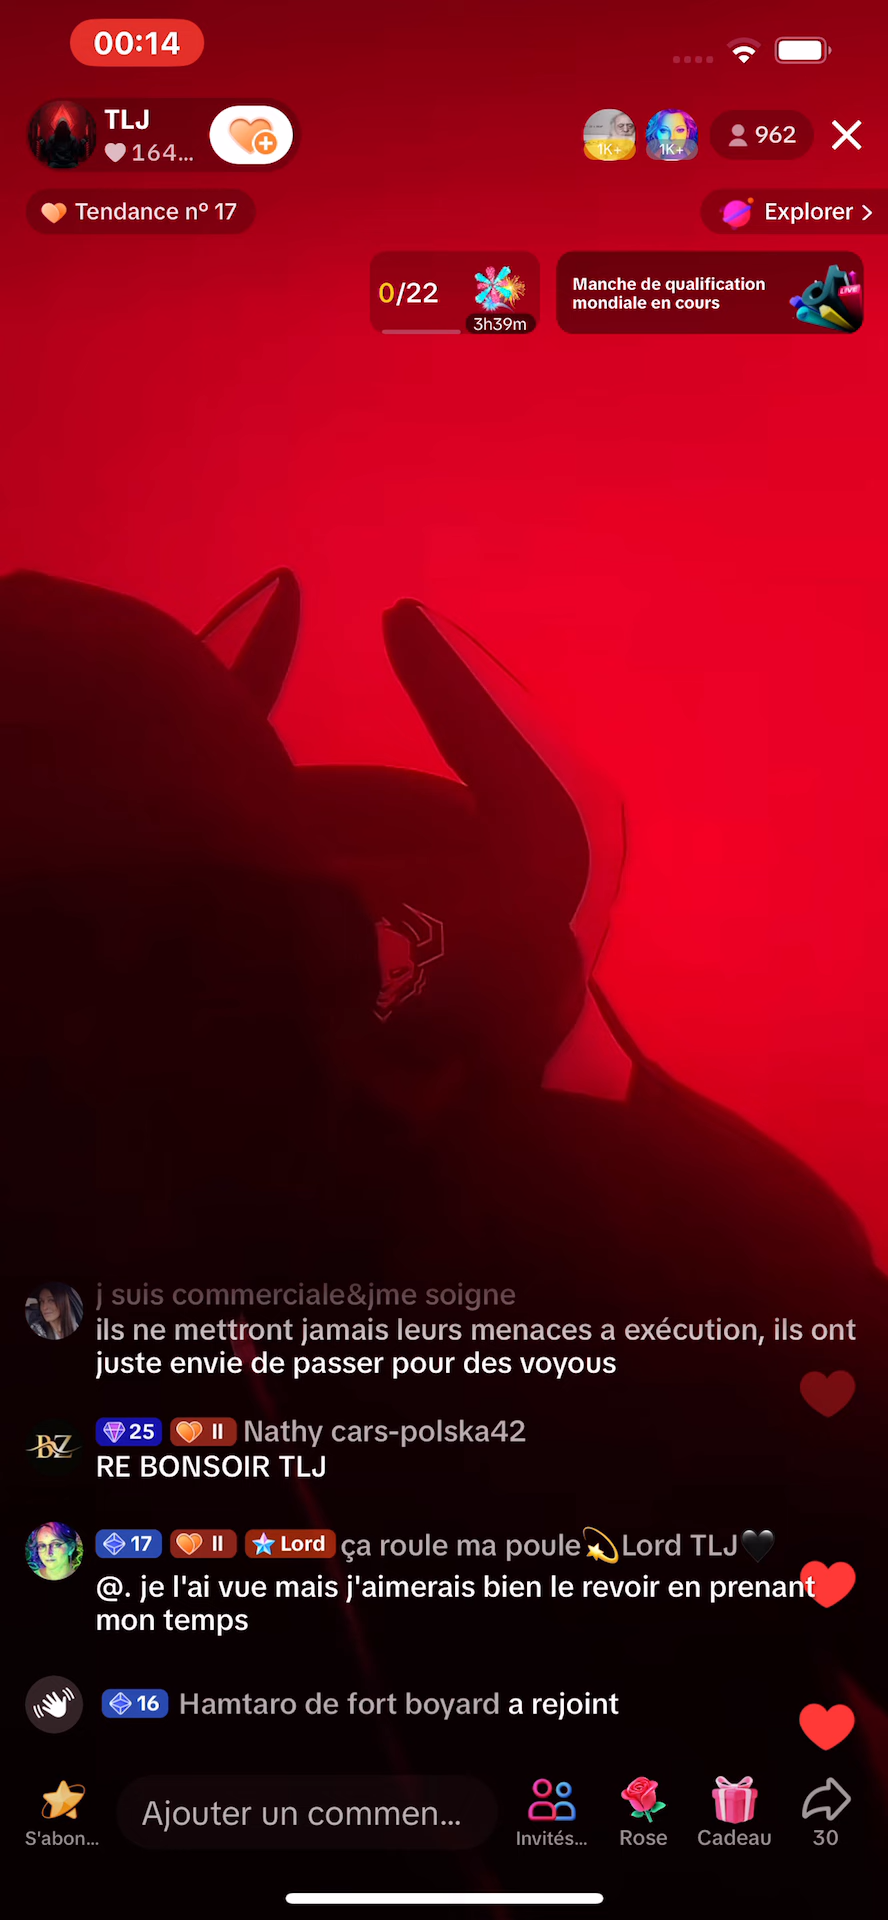 00:14
TLJ
164...
1K+
1K+
962
Tendance n° 17
Explorer >
0/22
3h39m
Manche de qualification
mondiale en cours
LIVE
j suis commerciale&jme soigne
ils ne mettront jamais leurs menaces a exécution, ils ont
juste envie de passer pour des voyous
BZ
25 II Nathy cars-polska42
RE BONSOIR TLJ
17 II Lord ça roule ma poule💫Lord TLJ🖤
@. je l'ai vue mais j'aimerais bien le revoir en prenant
mon temps
16 Hamtaro de fort boyard a rejoint
S'abon...
Ajouter un commen...
Invités...
Rose
Cadeau
30